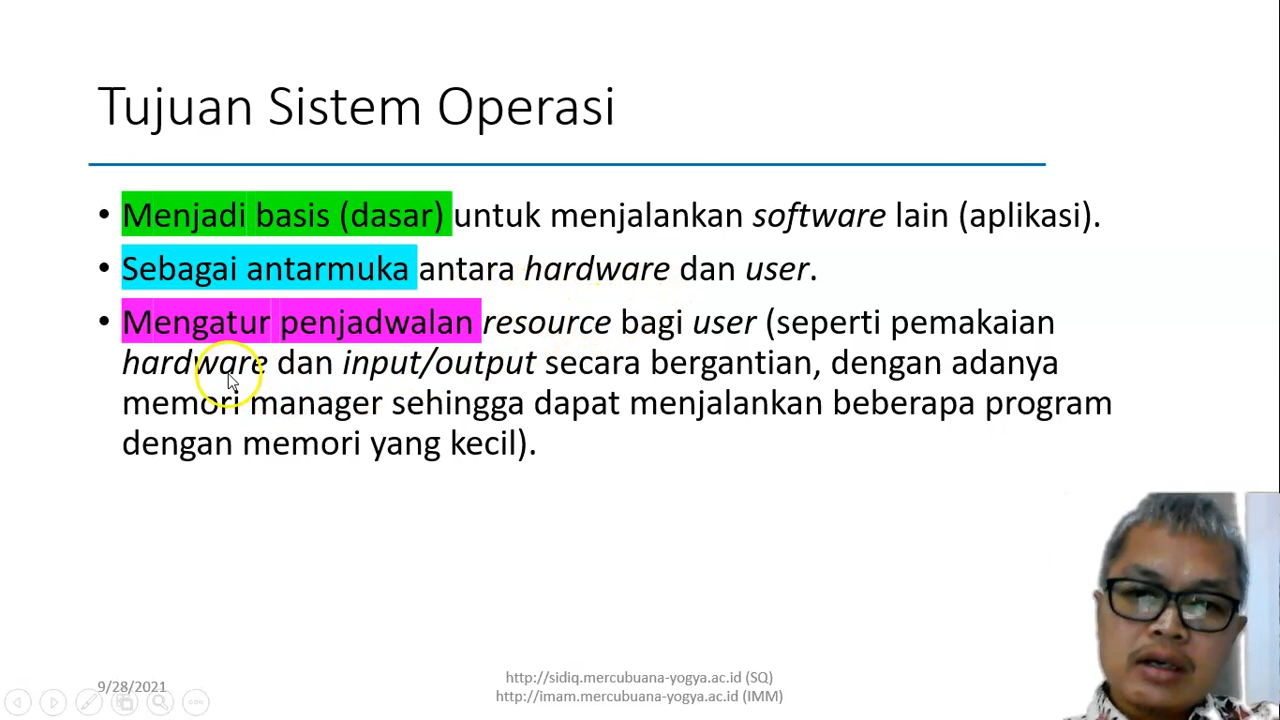 Tujuan Sistem Operasi
• Menjadi basis (dasar) untuk menjalankan software lain (aplikasi).
• Sebagai antarmuka antara hardware dan user.
• Mengatur penjadwalan resource bagi user (seperti pemakaian
hardware dan input/output secara bergantian, dengan adanya
memori manager sehingga dapat menjalankan beberapa program
dengan memori yang kecil).
9/28/2021
http://sidiq.mercubuana-yogya.ac.id (SQ)
http://imam.mercubuana-yogya.ac.id (IMM)